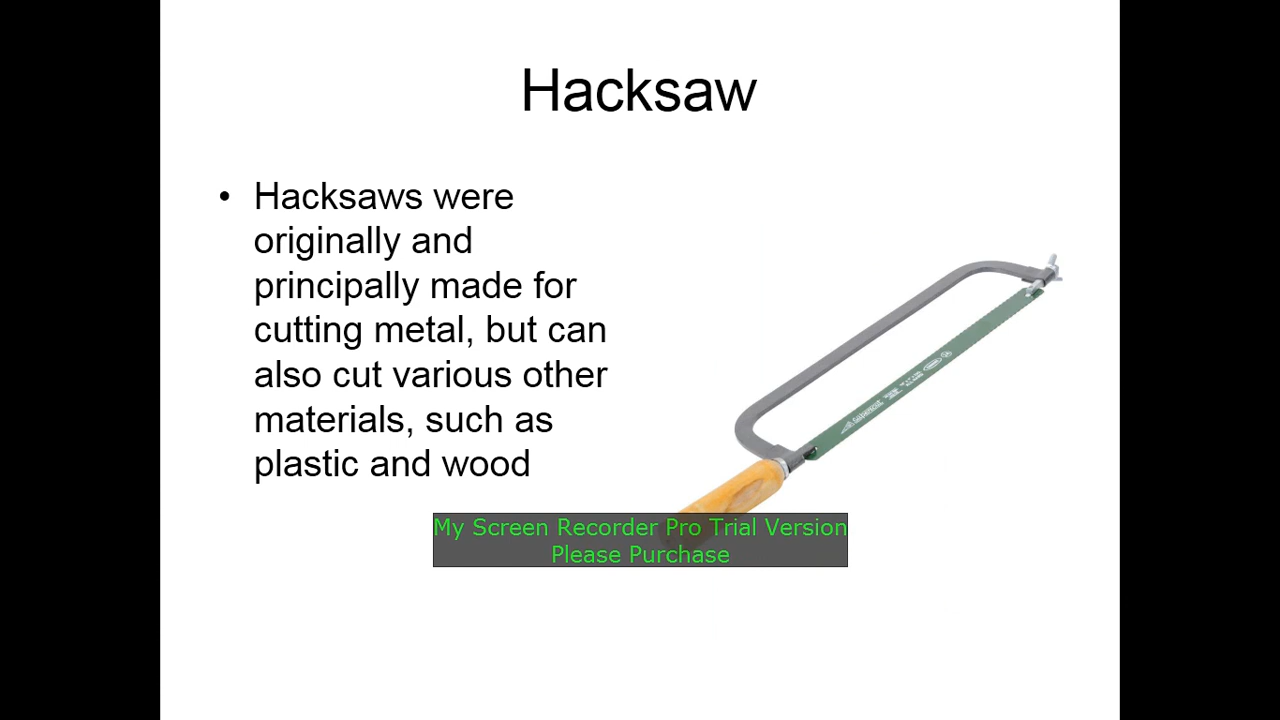 Hacksaw
• Hacksaws were
originally and
principally made for
cutting metal, but can
also cut various other
materials, such as
plastic and wood
My Screen Recorder Pro Trial Version
Please Purchase